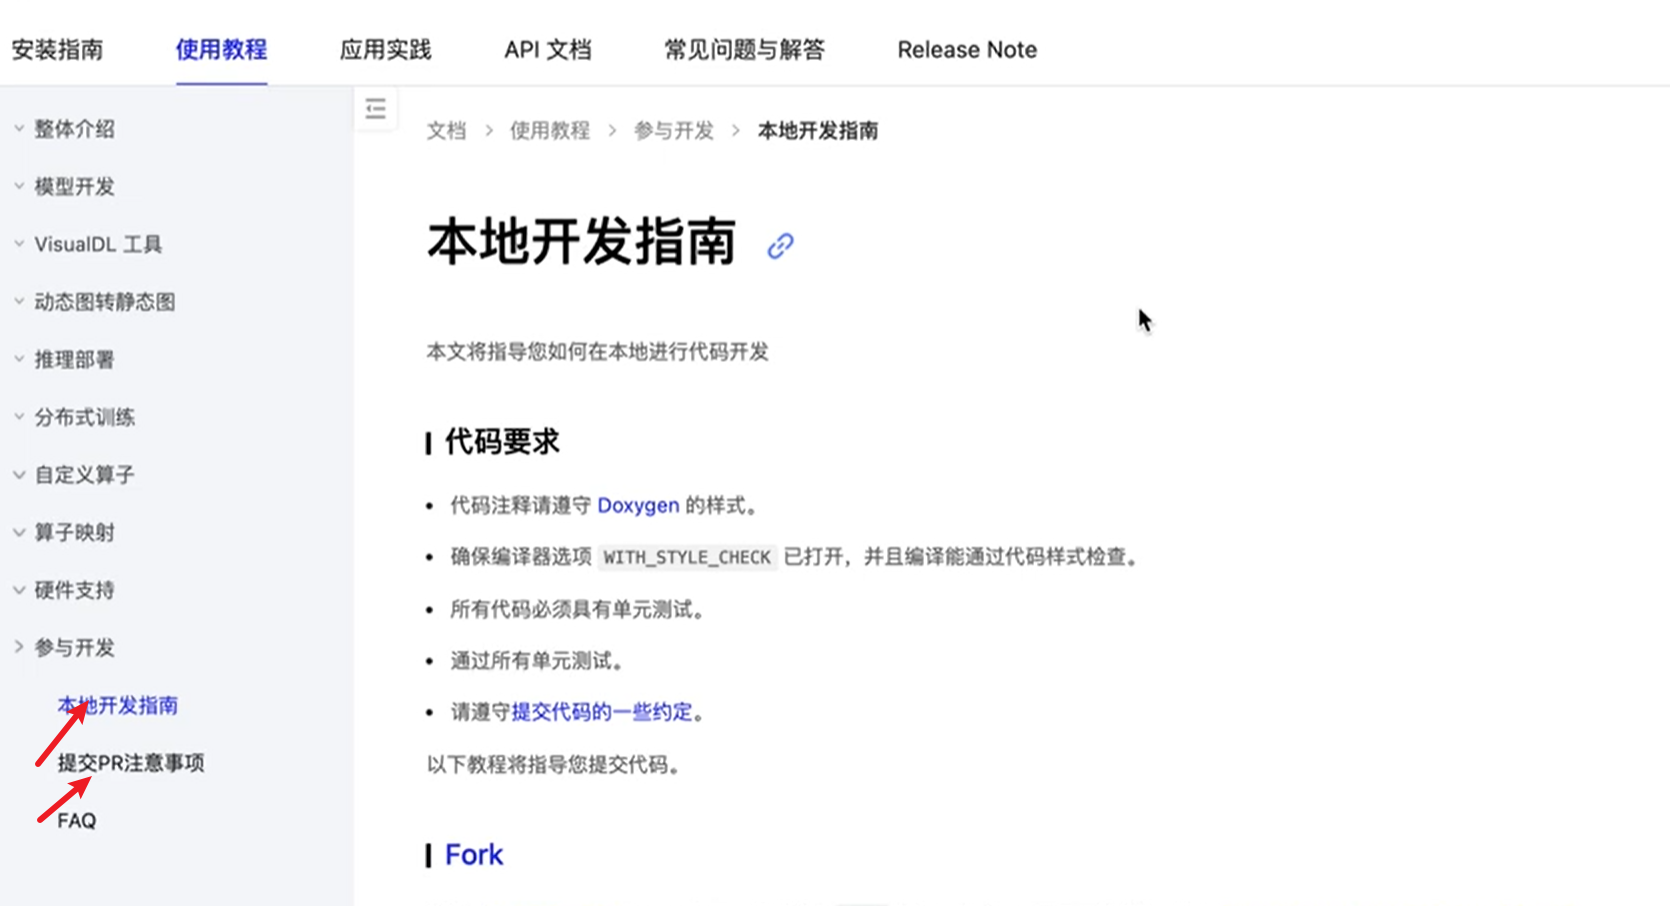 安装指南 使用教程 应用实践 API 文档 常见问题与解答 Release Note
整体介绍
模型开发
VisualDL 工具
动态图转静态图
推理部署
分布式训练
自定义算子
算子映射
硬件支持
参与开发
本地开发指南
提交PR注意事项
FAQ
文档 > 使用教程 > 参与开发 > 本地开发指南
本地开发指南
本文将指导您如何在本地进行代码开发
代码要求
• 代码注释请遵守 Doxygen 的样式。
• 确保编译器选项 WITH_STYLE_CHECK 已打开，并且编译能通过代码样式检查。
• 所有代码必须具有单元测试。
• 通过所有单元测试。
• 请遵守提交代码的一些约定。
以下教程将指导您提交代码。
Fork